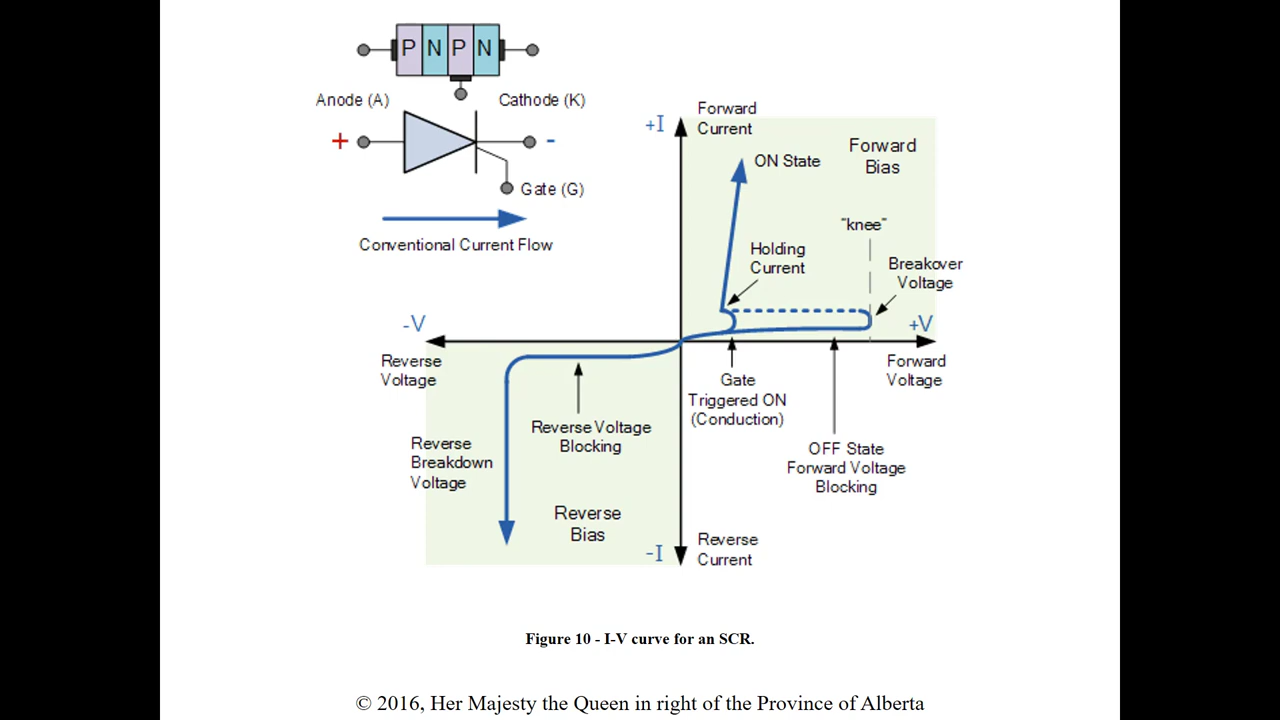 P N P N
Anode (A)
Cathode (K)
+
-
Gate (G)
Conventional Current Flow
+I
Forward
Current
ON State
Forward
Bias
"knee"
Holding
Current
Breakover
Voltage
-V
+V
Reverse
Voltage
Forward
Voltage
Gate
Triggered ON
(Conduction)
Reverse Voltage
Blocking
OFF State
Forward Voltage
Blocking
Reverse
Breakdown
Voltage
Reverse
Bias
-I
Reverse
Current
Figure 10 - I-V curve for an SCR.
© 2016, Her Majesty the Queen in right of the Province of Alberta